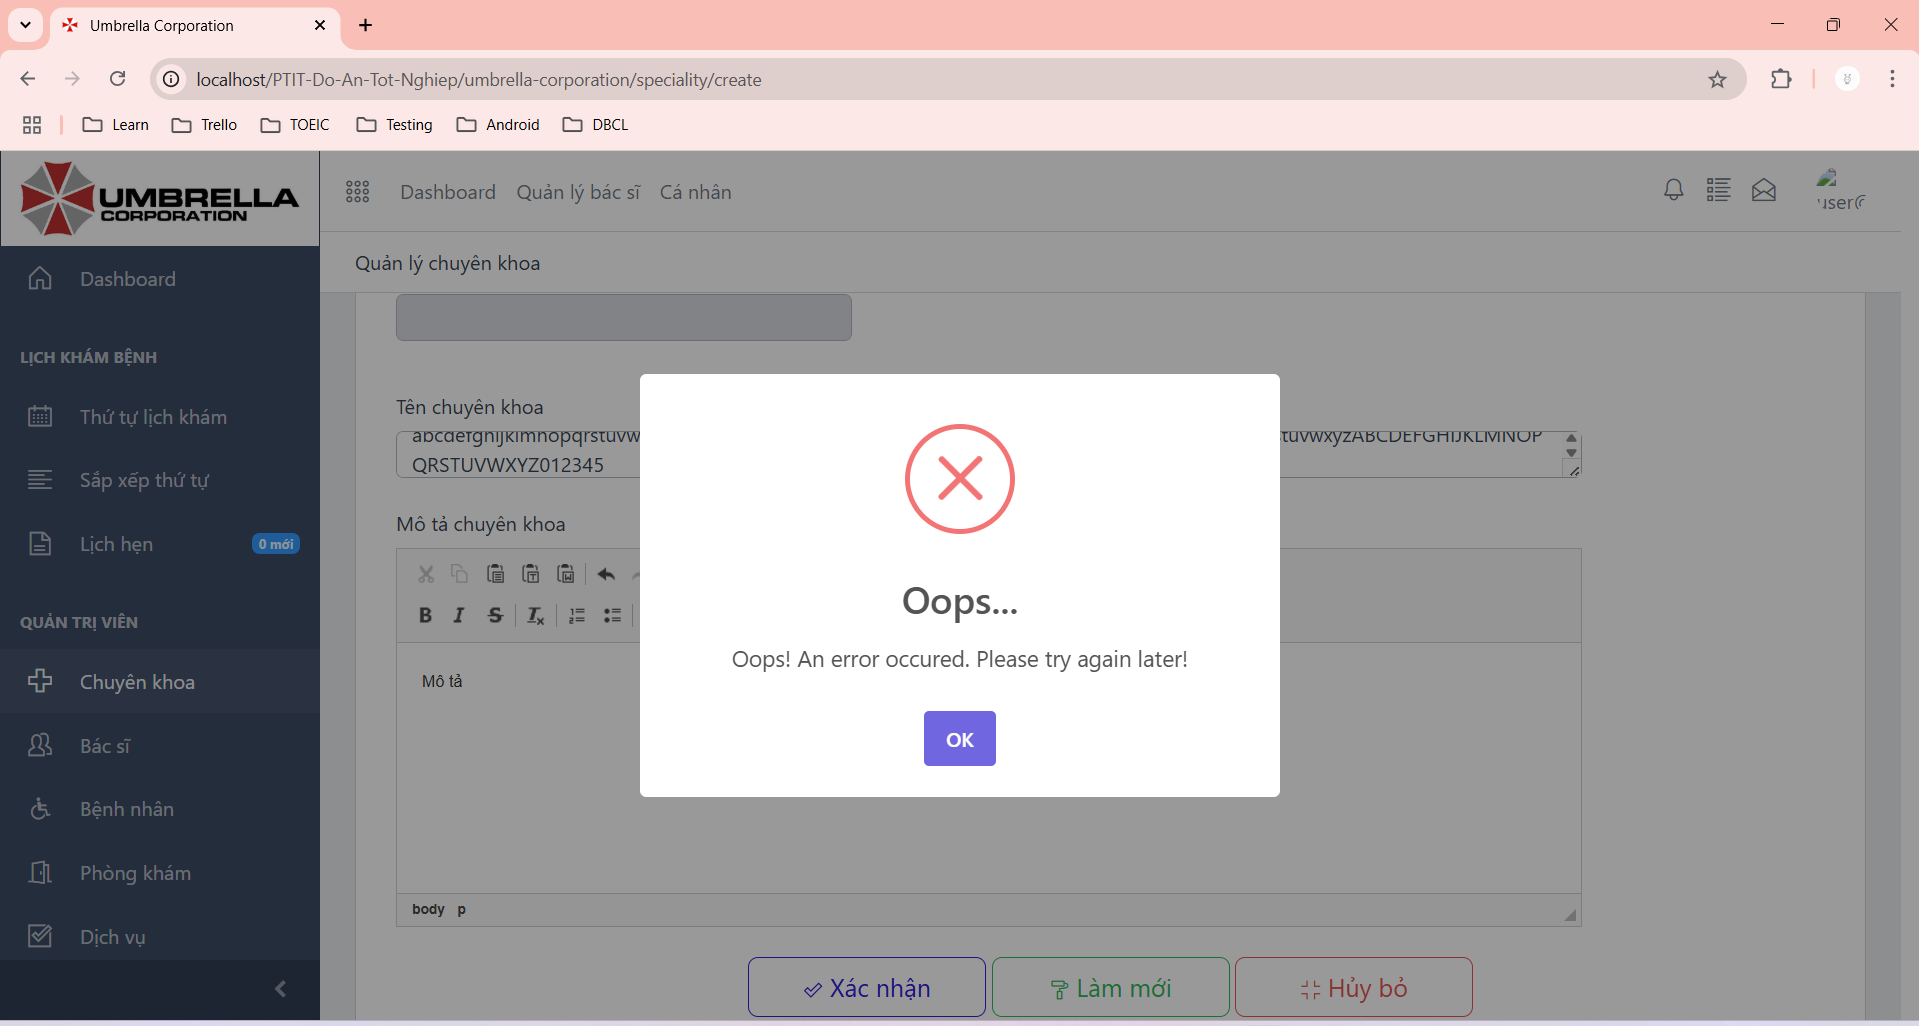 Umbrella Corporation
localhost/PTIT-Do-An-Tot-Nghiep/umbrella-corporation/speciality/create
Learn Trello TOEIC Testing Android DBCL
UMBRELLA
CORPORATION
Dashboard Quản lý bác sĩ Cá nhân
user@
Quản lý chuyên khoa
Dashboard
LỊCH KHÁM BỆNH
Thứ tự lịch khám
Sắp xếp thứ tự
Lịch hẹn 0 mới
QUẢN TRỊ VIÊN
Chuyên khoa
Bác sĩ
Bệnh nhân
Phòng khám
Dịch vụ
Tên chuyên khoa
abcdefghijklmnopqrstuvw
tuvwxyzABCDEFGHIJKLMNOP
QRSTUVWXYZ012345
Mô tả chuyên khoa
Mô tả
body p
Oops...
Oops! An error occured. Please try again later!
OK
Xác nhận Làm mới Hủy bỏ